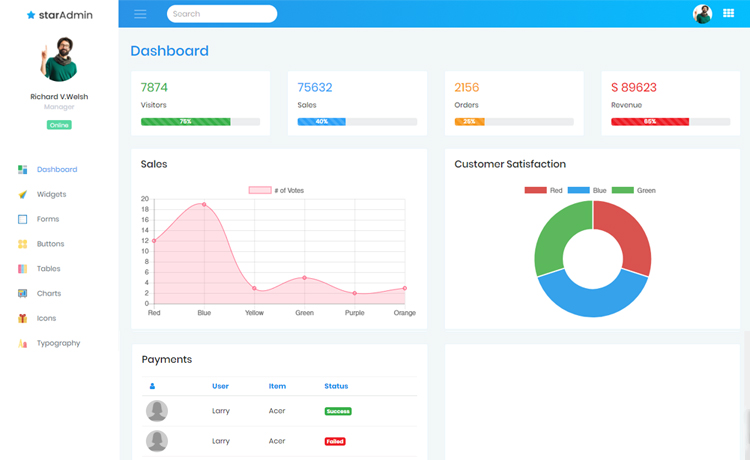 starAdmin
Search
Richard V.Welsh
Manager
Online
Dashboard
Widgets
Forms
Buttons
Tables
Charts
Icons
Typography
Dashboard
7874
Visitors
75%
75632
Sales
40%
2156
Orders
25%
$ 89623
Revenue
65%
Sales
# of Votes
20
18
16
14
12
10
8
6
4
2
0
Red Blue Yellow Green Purple Orange
Customer Satisfaction
Red Blue Green
Payments
User Item Status
Larry Acer Success
Larry Acer Failed